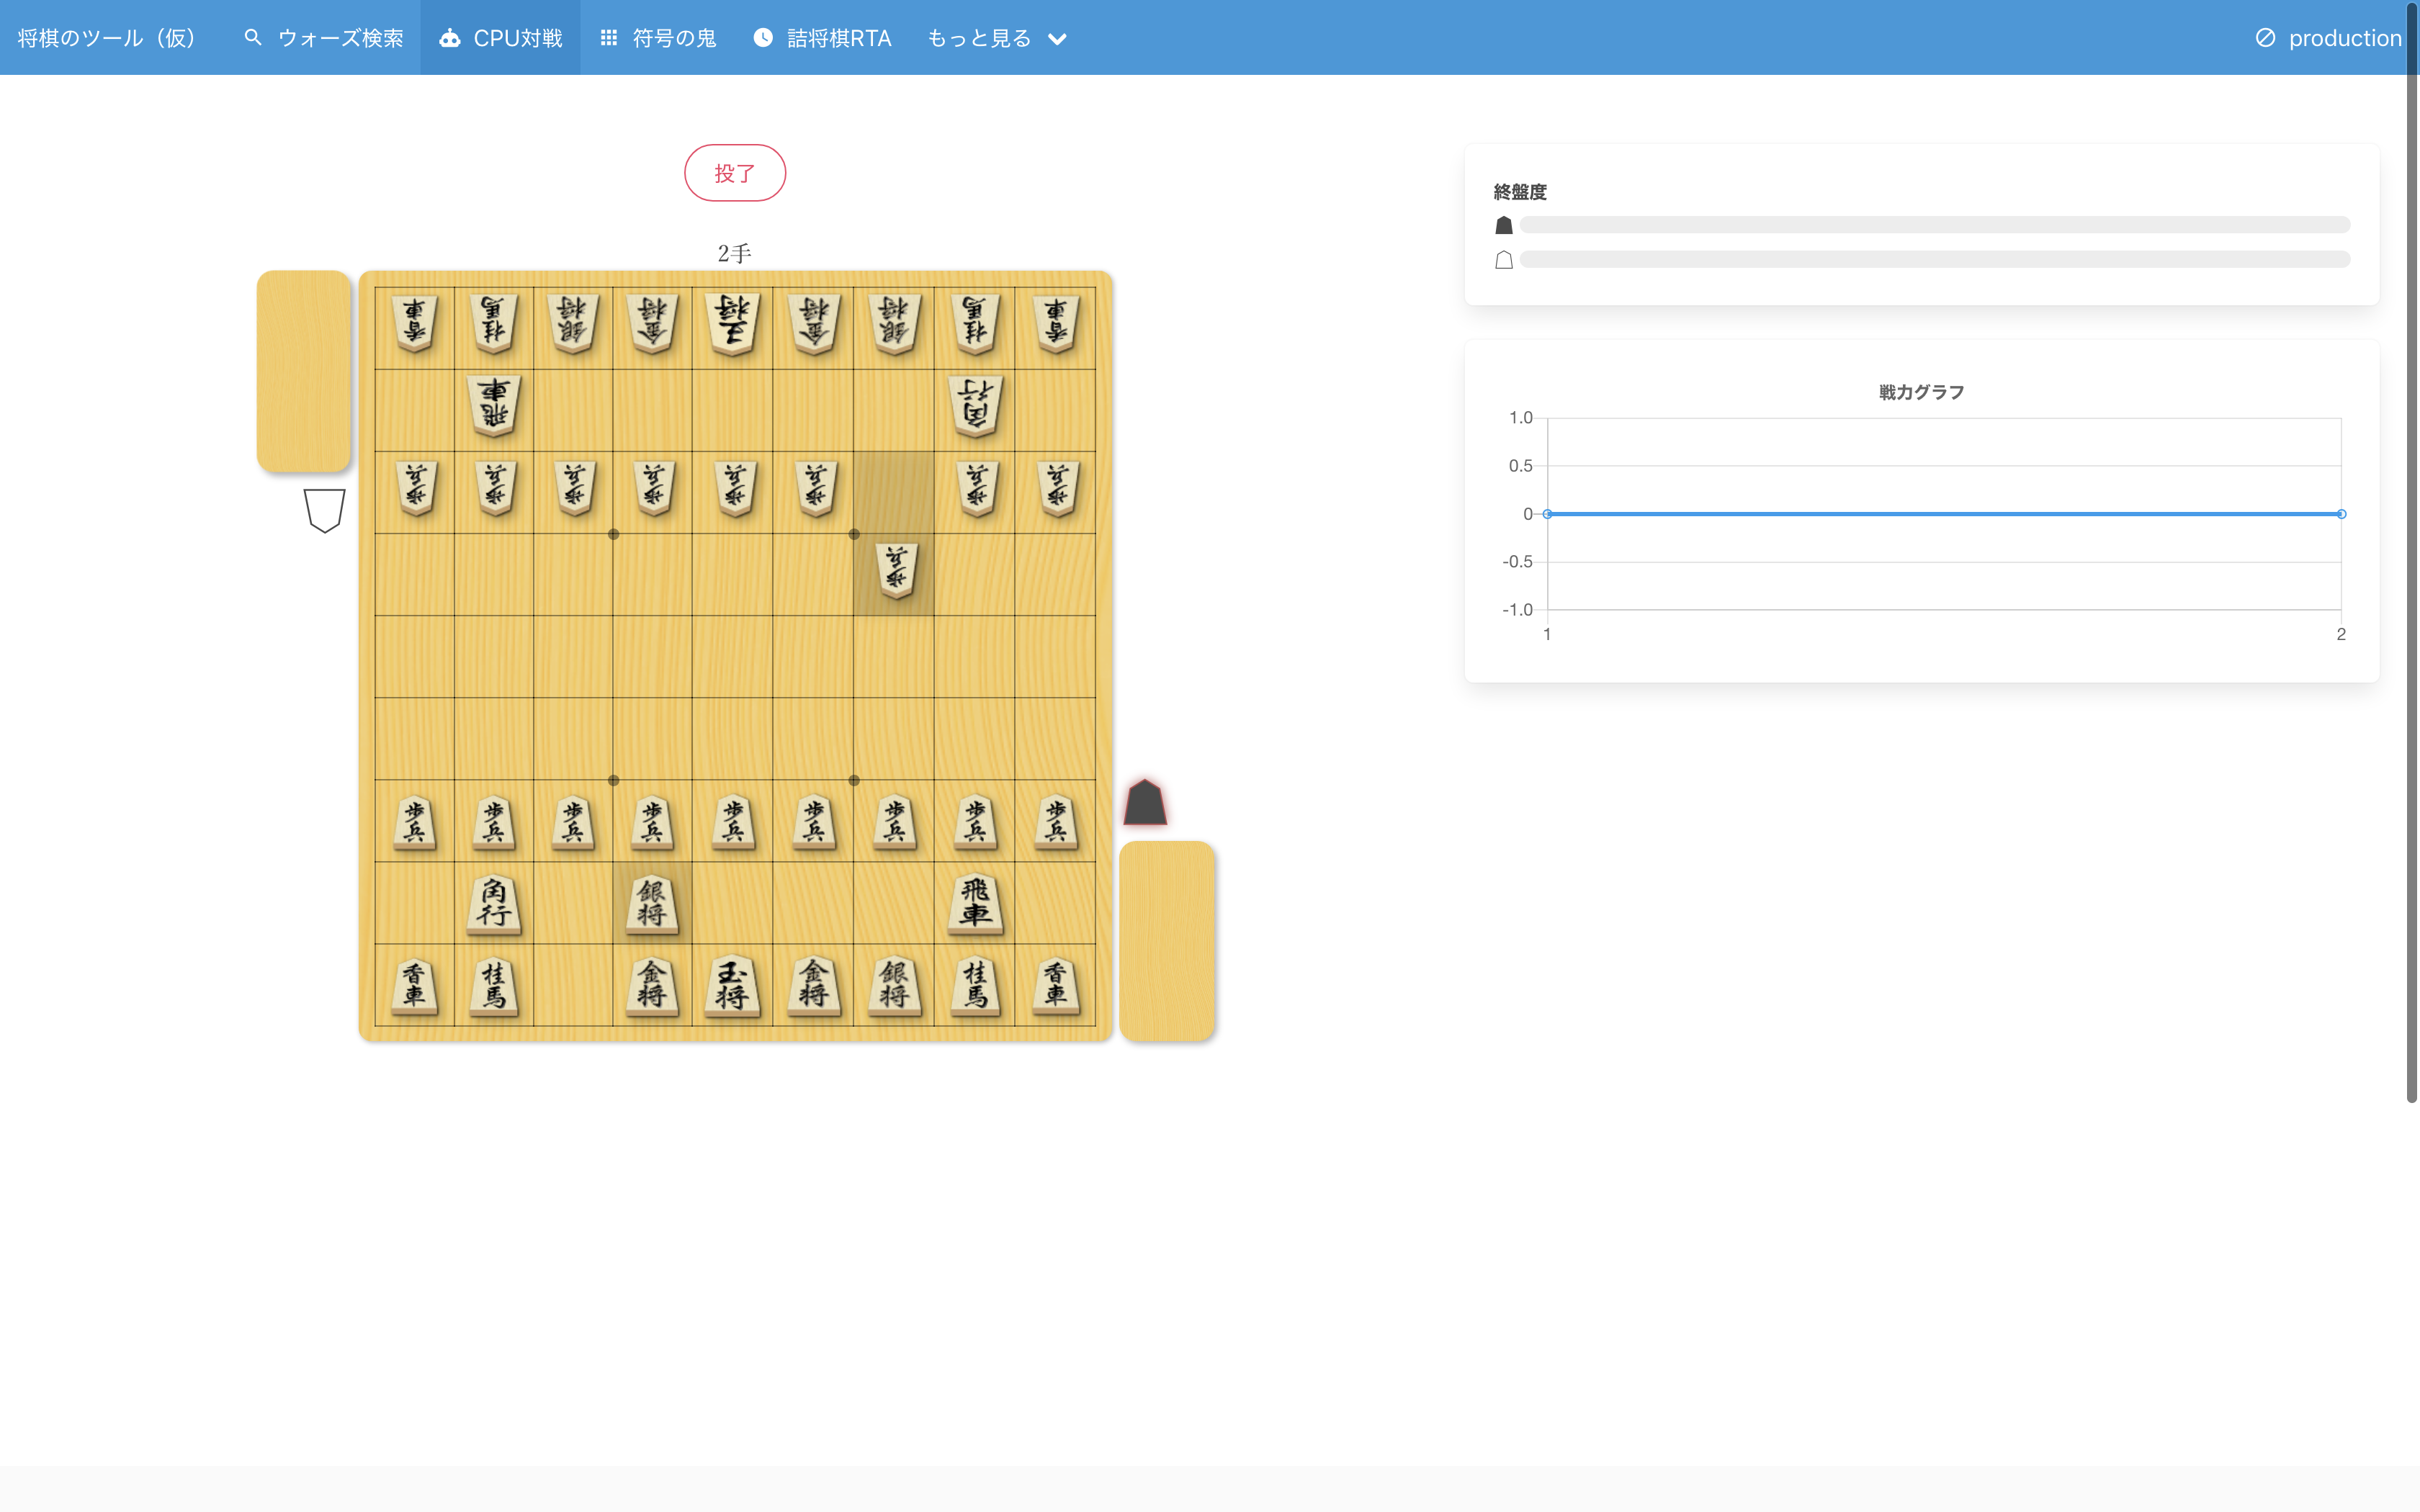 将棋のツール（仮） ウォーズ検索 CPU対戦 符号の鬼 詰将棋RTA もっと見る production
投了
2手
香車 桂馬 銀将 金将 王将 金将 銀将 桂馬 香車
飛車 角行
歩兵 歩兵 歩兵 歩兵 歩兵 歩兵 歩兵 歩兵
歩兵
歩兵 歩兵 歩兵 歩兵 歩兵 歩兵 歩兵 歩兵 歩兵
角行 銀将 飛車
香車 桂馬 金将 玉将 金将 銀将 桂馬 香車
終盤度
戦力グラフ
1.0
0.5
0
-0.5
-1.0
1 2